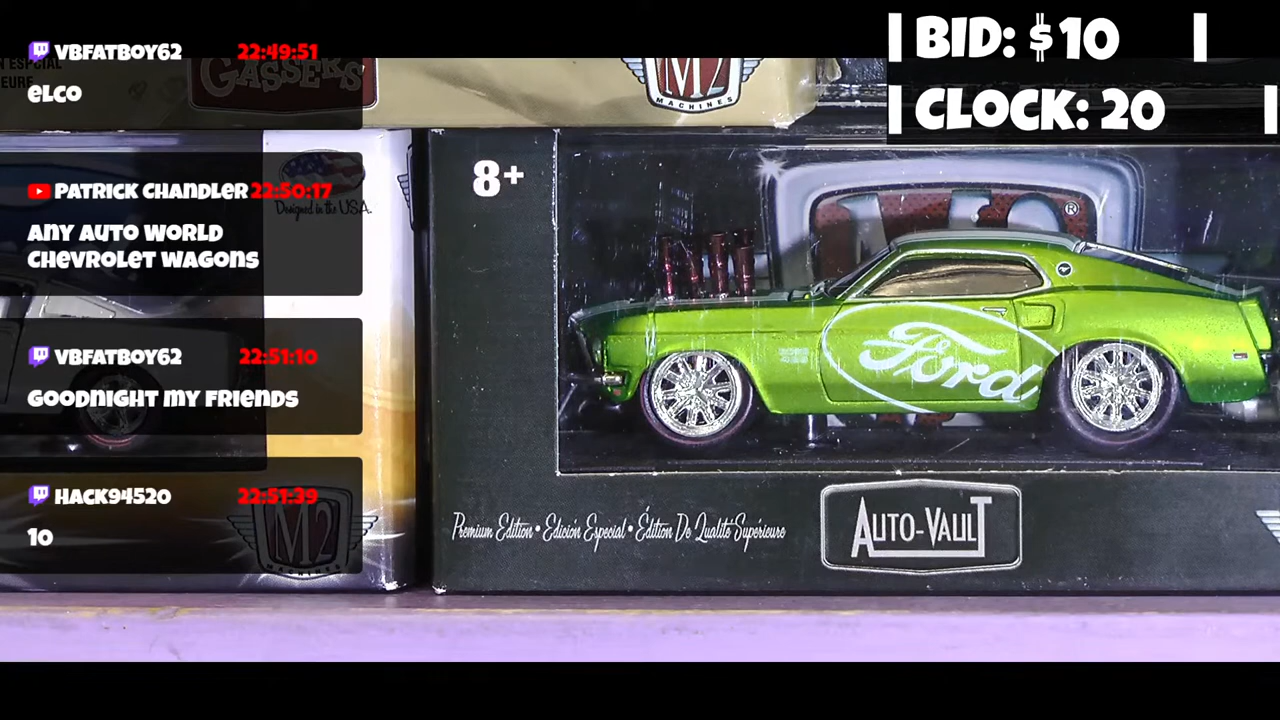 VBFATBOY62 22:49:51
elco
PATRICK CHANDLER 22:50:17
ANY AUTO WORLD
CHEVROLET WAGONS
VBFATBOY62 22:51:10
GOODNIGHT MY FRIENDS
HACK94520 22:51:39
10
| BID: $10 |
| CLOCK: 20 |
GASSERS
M2
MACHINES
Designed in the USA.
8+
®
Ford
M2
Premium Edition • Edición Especial • Édition De Qualité Supérieure
AUTO-VAULT